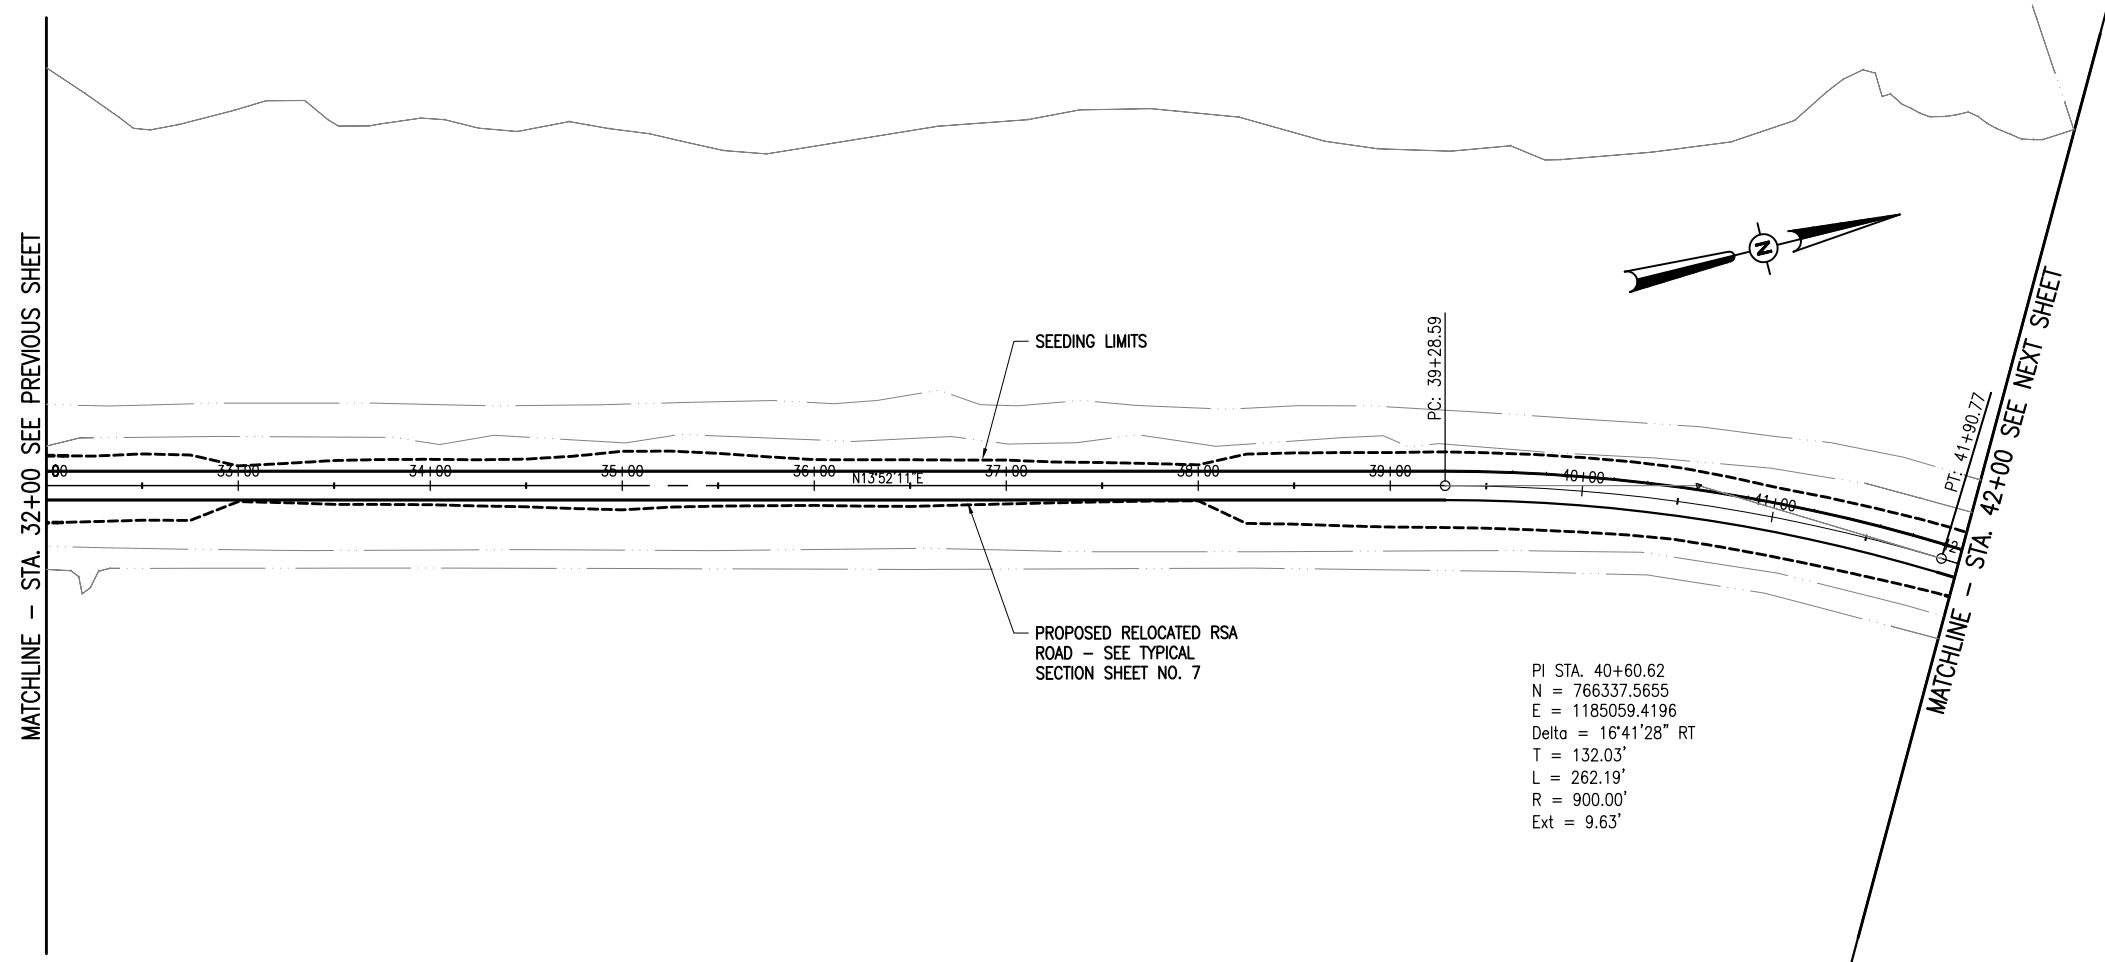 MATCHLINE - STA. 32+00 SEE PREVIOUS SHEET
SEEDING LIMITS
N
PC: 39+28.59
PT: 41+90.77
MATCHLINE - STA. 42+00 SEE NEXT SHEET
33+00
34+00
35+00
36+00
N13°52'11"E
37+00
38+00
39+00
40+00
41+00
PROPOSED RELOCATED RSA
ROAD - SEE TYPICAL
SECTION SHEET NO. 7
PI STA. 40+60.62
N = 766337.5655
E = 1185059.4196
Delta = 16°41'28" RT
T = 132.03'
L = 262.19'
R = 900.00'
Ext = 9.63'